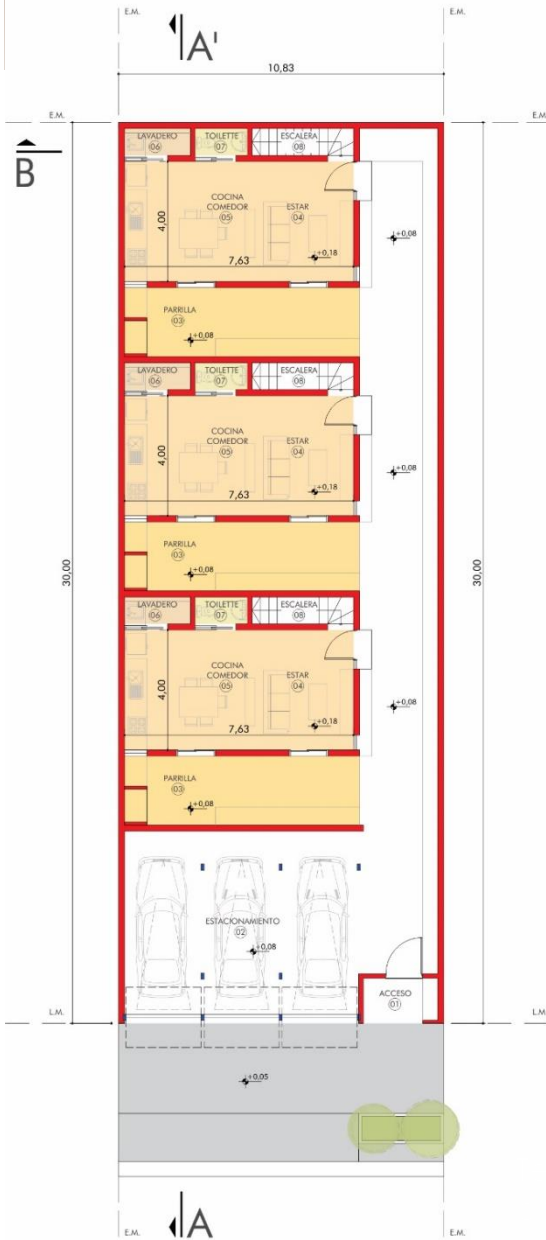 E.M.
E.M.
A'
10,83
E.M.
E.M.
B
LAVADERO
06
TOILETTE
07
ESCALERA
08
COCINA
COMEDOR
05
ESTAR
04
4,00
+0,18
7,63
+0,08
PARRILLA
03
+0,08
LAVADERO
06
TOILETTE
07
ESCALERA
08
COCINA
COMEDOR
05
ESTAR
04
4,00
+0,18
7,63
+0,08
PARRILLA
03
+0,08
30,00
30,00
LAVADERO
06
TOILETTE
07
ESCALERA
08
COCINA
COMEDOR
05
ESTAR
04
4,00
+0,18
7,63
+0,08
PARRILLA
03
+0,08
ESTACIONAMIENTO
02
+0,08
ACCESO
01
L.M.
L.M.
+0,05
A
E.M.
E.M.